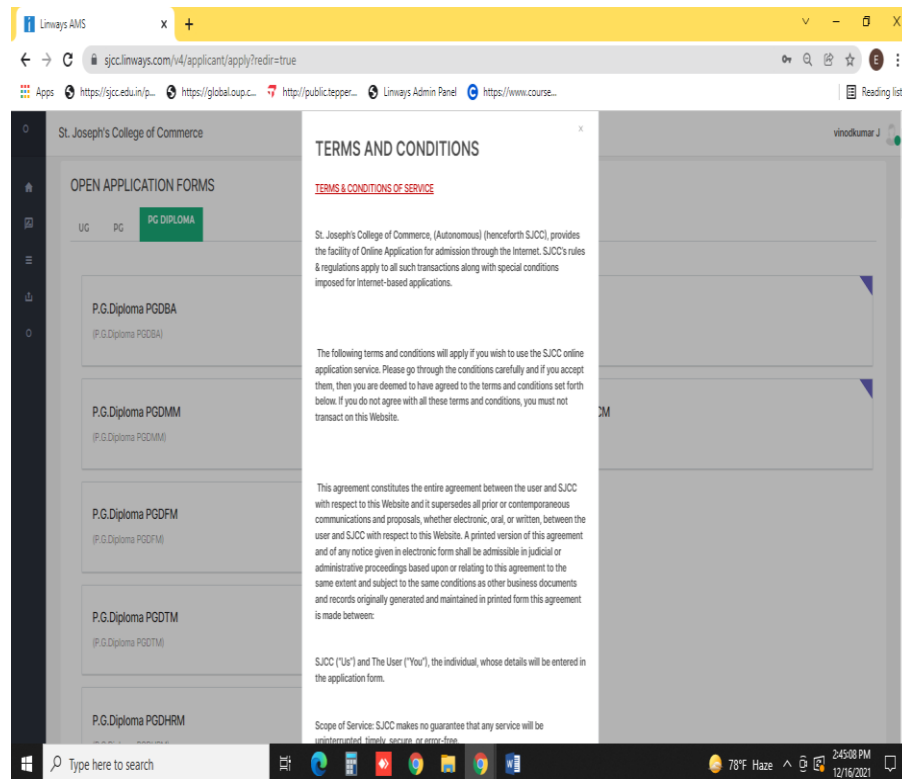 Linways AMS
sjcc.linways.com/v4/applicant/apply?redir=true
E
Apps https://sjcc.edu.in/p... https://global.oup.c... http://public.tepper... Linways Admin Panel https://www.course... Reading list
St. Joseph's College of Commerce
vinodkumar J
OPEN APPLICATION FORMS
UG PG PG DIPLOMA
P.G.Diploma PGDBA
(P.G.Diploma PGDBA)
P.G.Diploma PGDMM
(P.G.Diploma PGDMM)
P.G.Diploma PGDFM
(P.G.Diploma PGDFM)
P.G.Diploma PGDTM
(P.G.Diploma PGDTM)
P.G.Diploma PGDHRM
CM
x
TERMS AND CONDITIONS
TERMS & CONDITIONS OF SERVICE
St. Joseph's College of Commerce, (Autonomous) (henceforth SJCC), provides
the facility of Online Application for admission through the Internet. SJCC's rules
& regulations apply to all such transactions along with special conditions
imposed for Internet-based applications.
The following terms and conditions will apply if you wish to use the SJCC online
application service. Please go through the conditions carefully and if you accept
them, then you are deemed to have agreed to the terms and conditions set forth
below. If you do not agree with all these terms and conditions, you must not
transact on this Website.
This agreement constitutes the entire agreement between the user and SJCC
with respect to this Website and it supersedes all prior or contemporaneous
communications and proposals, whether electronic, oral, or written, between the
user and SJCC with respect to this Website. A printed version of this agreement
and of any notice given in electronic form shall be admissible in judicial or
administrative proceedings based upon or relating to this agreement to the
same extent and subject to the same conditions as other business documents
and records originally generated and maintained in printed form this agreement
is made between:
SJCC ("Us") and The User ("You"), the individual, whose details will be entered in
the application form.
Scope of Service: SJCC makes no guarantee that any service will be
uninterrupted, timely, secure, or error-free.
Type here to search
78°F Haze
2:45:08 PM
12/16/2021